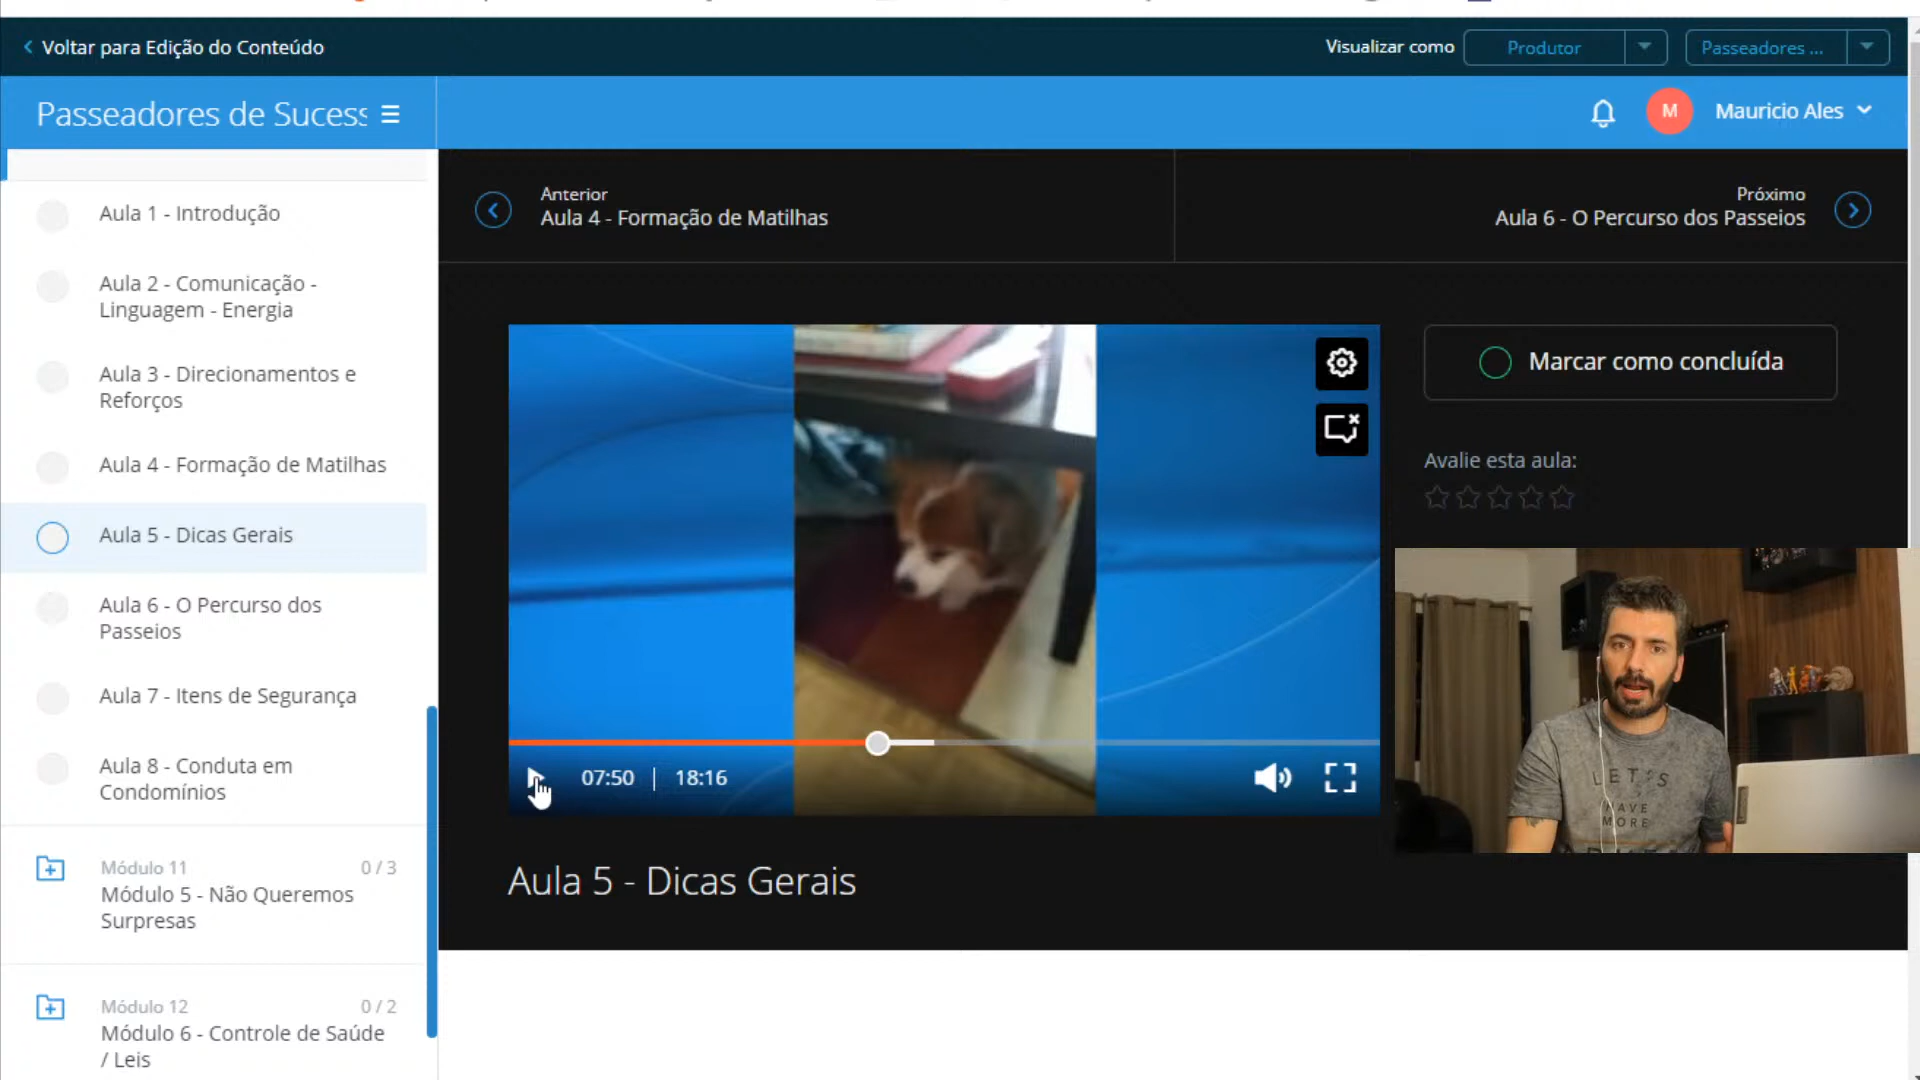 Voltar para Edição do Conteúdo
Visualizar como
Produtor
Passeadores ...
Passeadores de Sucess
M
Mauricio Ales
Anterior
Aula 4 - Formação de Matilhas
Próximo
Aula 6 - O Percurso dos Passeios
Aula 1 - Introdução
Aula 2 - Comunicação -
Linguagem - Energia
Aula 3 - Direcionamentos e
Reforços
Aula 4 - Formação de Matilhas
Aula 5 - Dicas Gerais
Aula 6 - O Percurso dos
Passeios
Aula 7 - Itens de Segurança
Aula 8 - Conduta em
Condomínios
Módulo 11
0 / 3
Módulo 5 - Não Queremos
Surpresas
Módulo 12
0 / 2
Módulo 6 - Controle de Saúde
/ Leis
Marcar como concluída
Avalie esta aula:
07:50 | 18:16
Aula 5 - Dicas Gerais
LET'S
HAVE
MORE